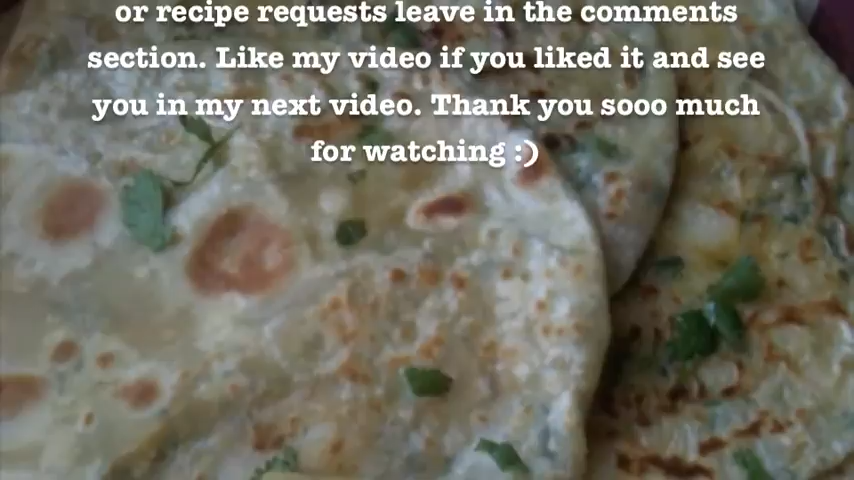 or recipe requests leave in the comments
section. Like my video if you liked it and see
you in my next video. Thank you sooo much
for watching :)